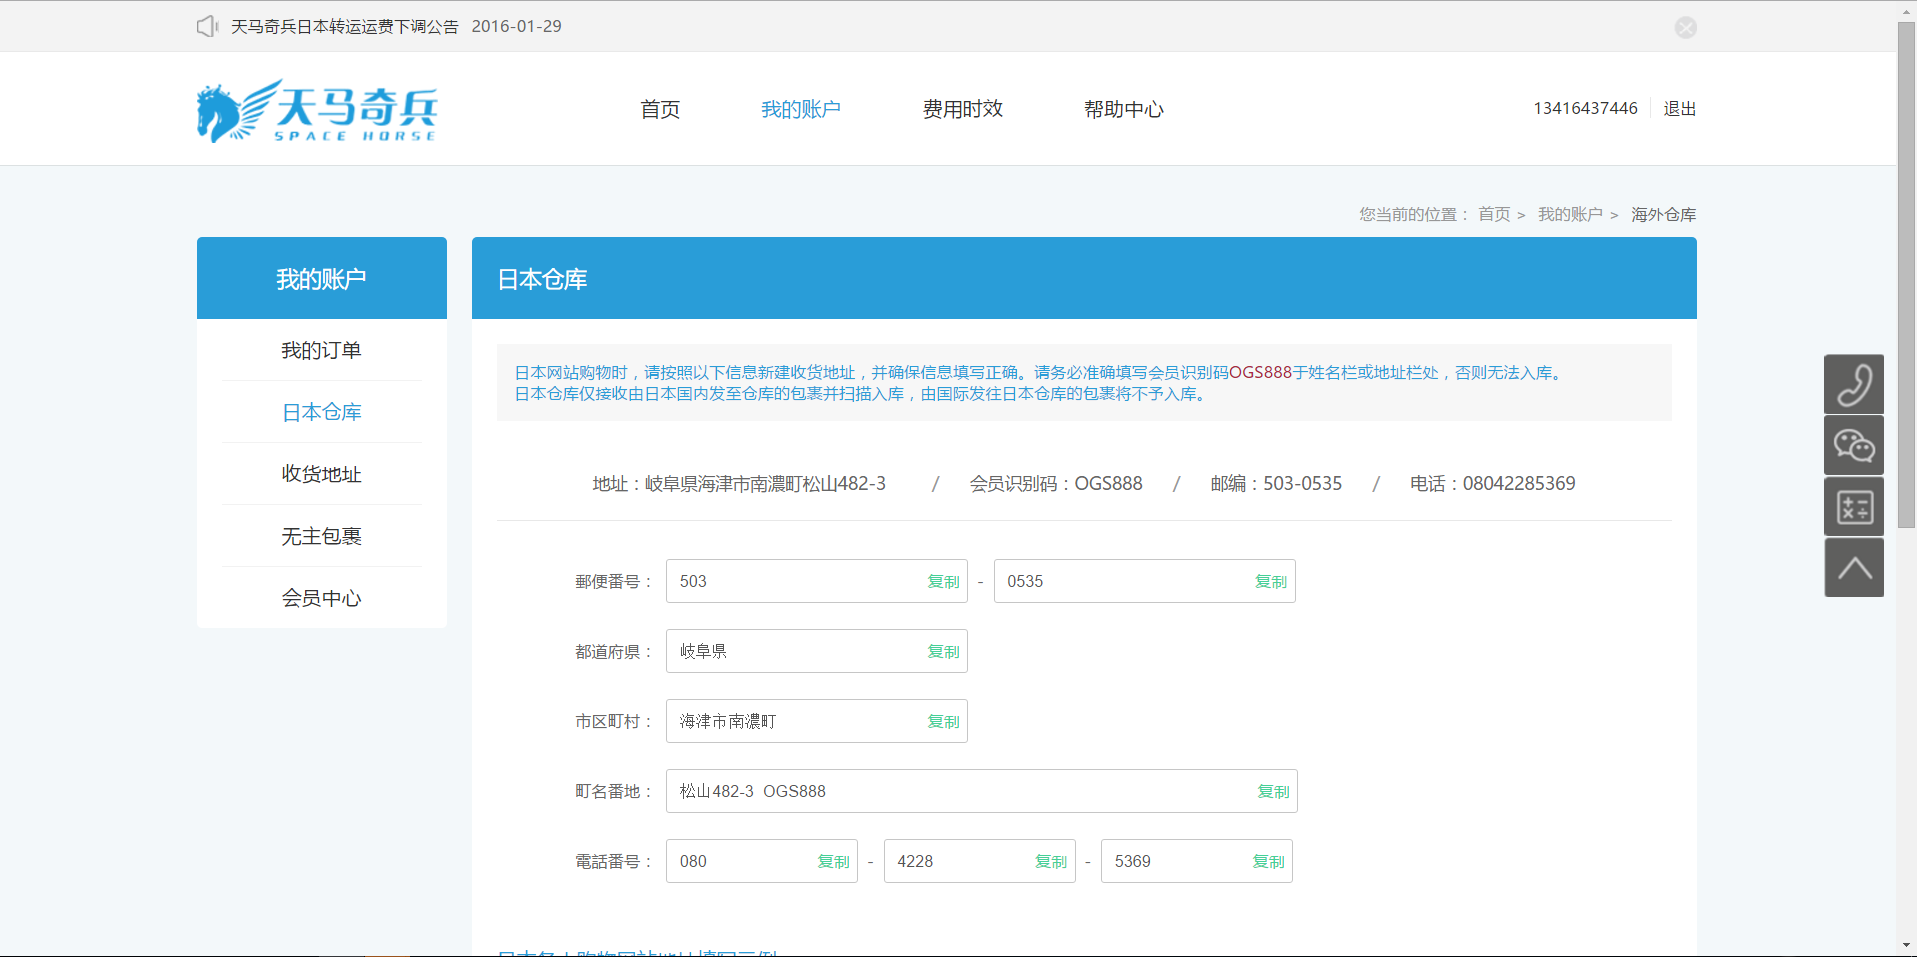 天马奇兵日本转运运费下调公告 2016-01-29
天马奇兵
SPACE HORSE
首页 我的账户 费用时效 帮助中心
13416437446 退出
您当前的位置： 首页 > 我的账户 > 海外仓库
我的账户
我的订单
日本仓库
收货地址
无主包裹
会员中心
日本仓库
日本网站购物时，请按照以下信息新建收货地址，并确保信息填写正确。请务必准确填写会员识别码OGS888于姓名栏或地址栏处，否则无法入库。
日本仓库仅接收由日本国内发至仓库的包裹并扫描入库，由国际发往日本仓库的包裹将不予入库。
地址：岐阜県海津市南濃町松山482-3 / 会员识别码：OGS888 / 邮编：503-0535 / 电话：08042285369
郵便番号： 503 复制 - 0535 复制
都道府県： 岐阜県 复制
市区町村： 海津市南濃町 复制
町名番地： 松山482-3 OGS888 复制
電話番号： 080 复制 - 4228 复制 - 5369 复制